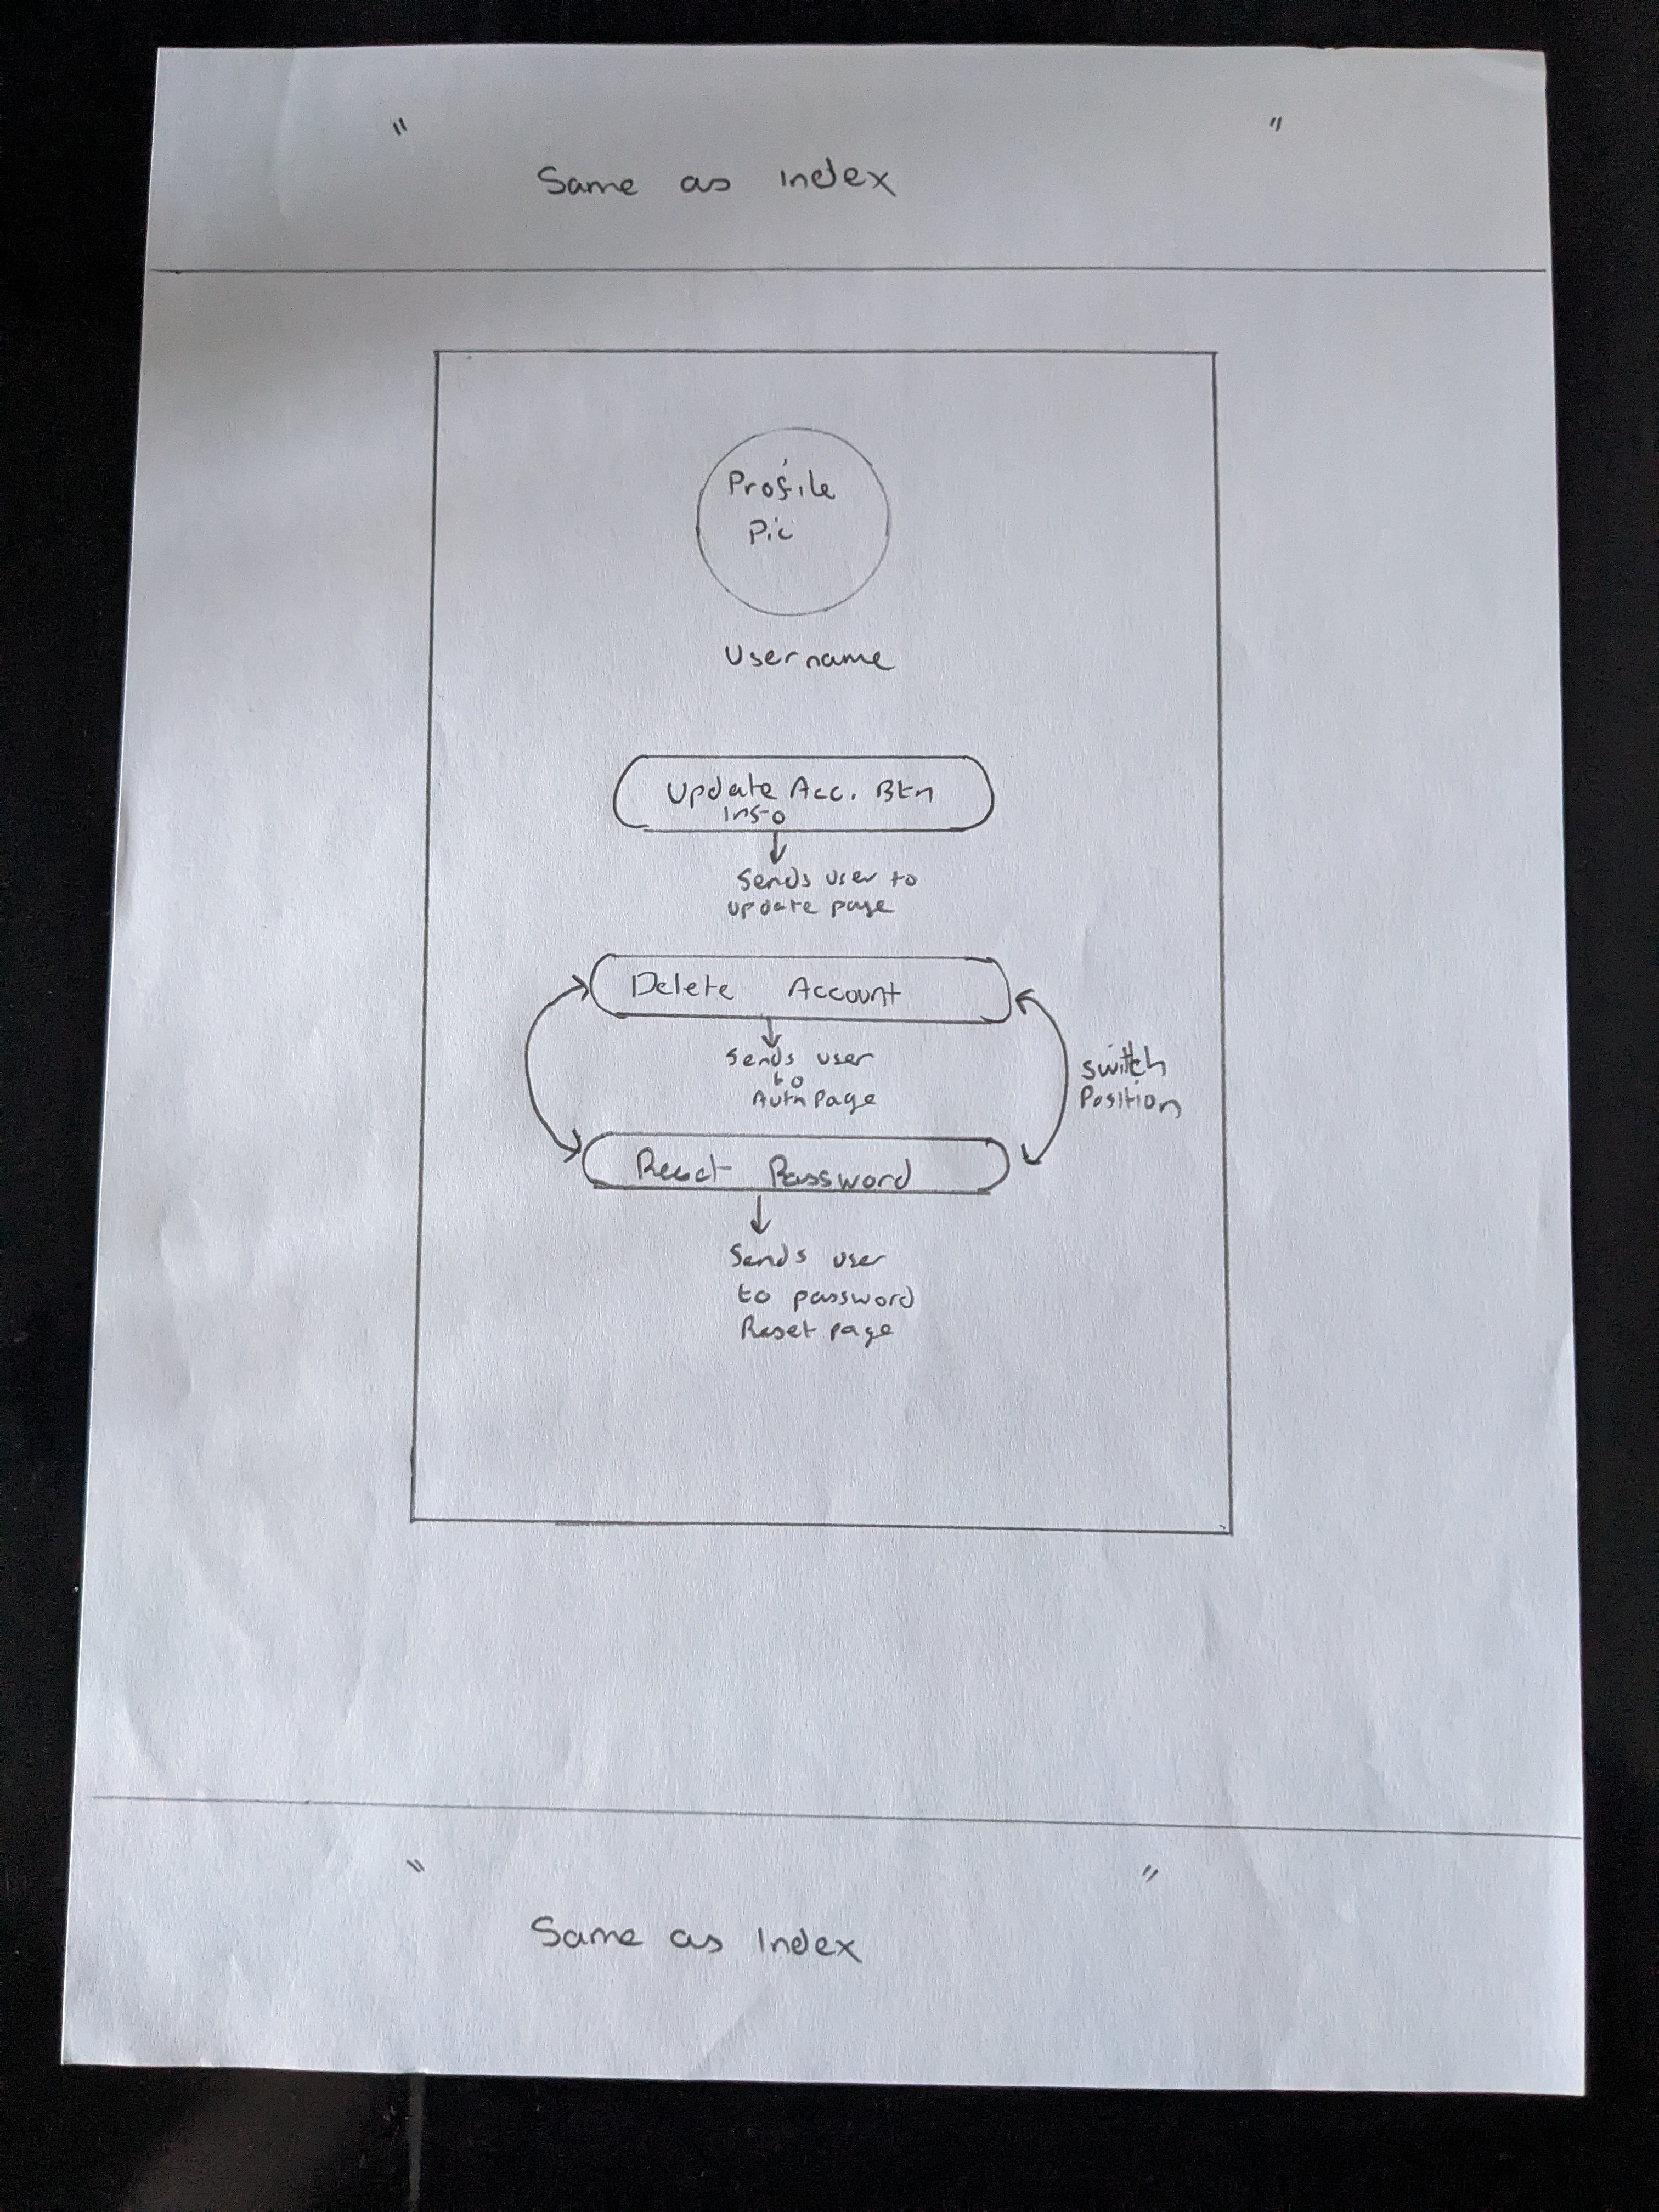 " "
Same as index
Profile
Pic
Username
Update Acc. Btn
Info
Sends user to
update page
Delete Account
Sends user
to
Auth Page
switch
Position
Reset Password
Sends user
to password
Reset page
" "
Same as Index